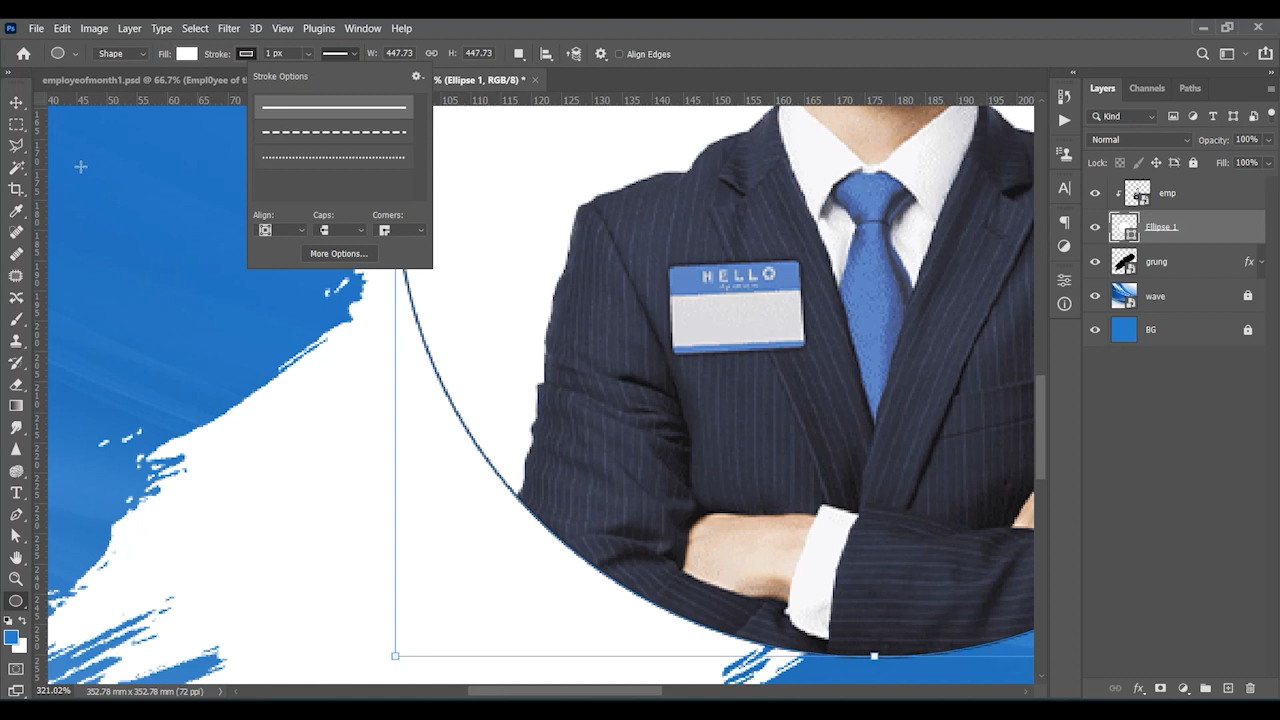 Ps File Edit Image Layer Type Select Filter 3D View Plugins Window Help
Shape Fill: Stroke: 1 px W: 447.73 H: 447.73 Align Edges
employeofmonth1.psd @ 66.7% (Empl0yee of t
% (Ellipse 1, RGB/8) *
Stroke Options
Align: Caps: Corners:
More Options...
40 45 50 55 60 65 70 105 110 115 120 125 130 135 140 145 150 155 160 165 170 175 180 185 190 195 200
HELLO
Layers Channels Paths
Kind
Normal Opacity: 100%
Lock: Fill: 100%
emp
Ellipse 1
grung fx
wave
BG
321.02% 352.78 mm x 352.78 mm (72 ppi)
fx